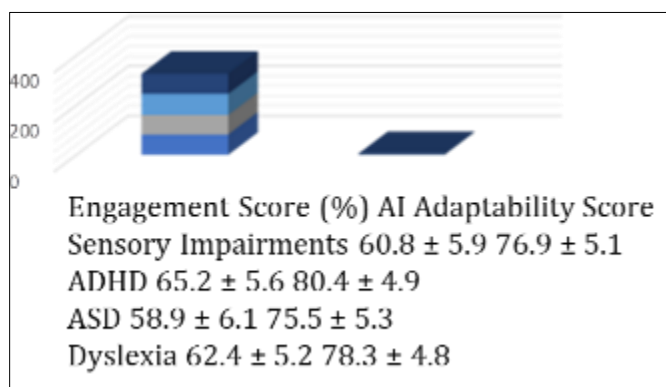 400
200
0
Engagement Score (%) AI Adaptability Score
Sensory Impairments 60.8 ± 5.9 76.9 ± 5.1
ADHD 65.2 ± 5.6 80.4 ± 4.9
ASD 58.9 ± 6.1 75.5 ± 5.3
Dyslexia 62.4 ± 5.2 78.3 ± 4.8